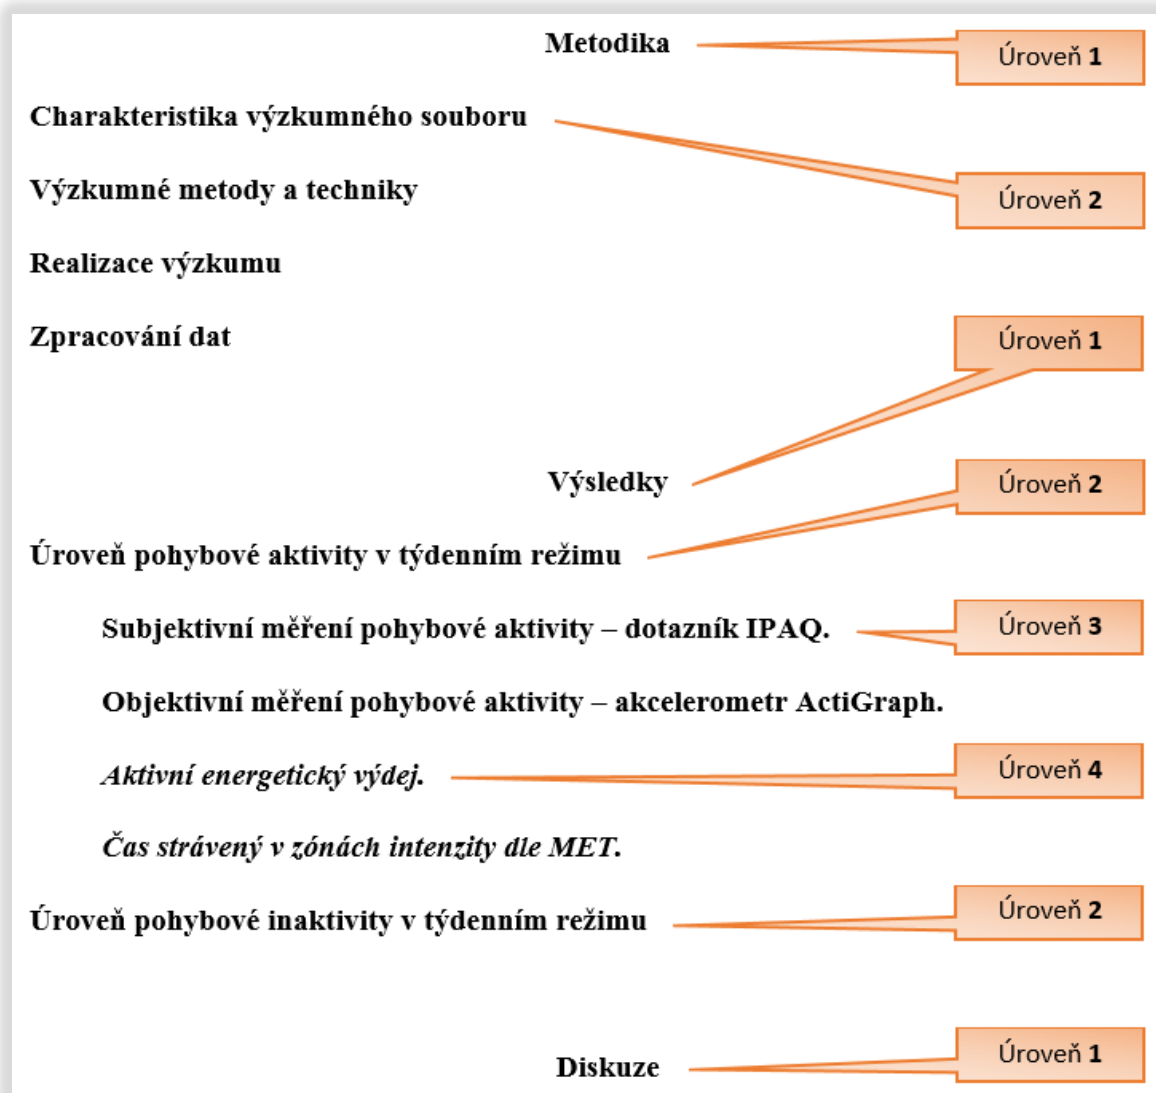 Metodika
Úroveň 1
Charakteristika výzkumného souboru
Výzkumné metody a techniky
Úroveň 2
Realizace výzkumu
Zpracování dat
Úroveň 1
Výsledky
Úroveň 2
Úroveň pohybové aktivity v týdenním režimu
Subjektivní měření pohybové aktivity – dotazník IPAQ.
Úroveň 3
Objektivní měření pohybové aktivity – akcelerometr ActiGraph.
Aktivní energetický výdej.
Úroveň 4
Čas strávený v zónách intenzity dle MET.
Úroveň pohybové inaktivity v týdenním režimu
Úroveň 2
Diskuze
Úroveň 1